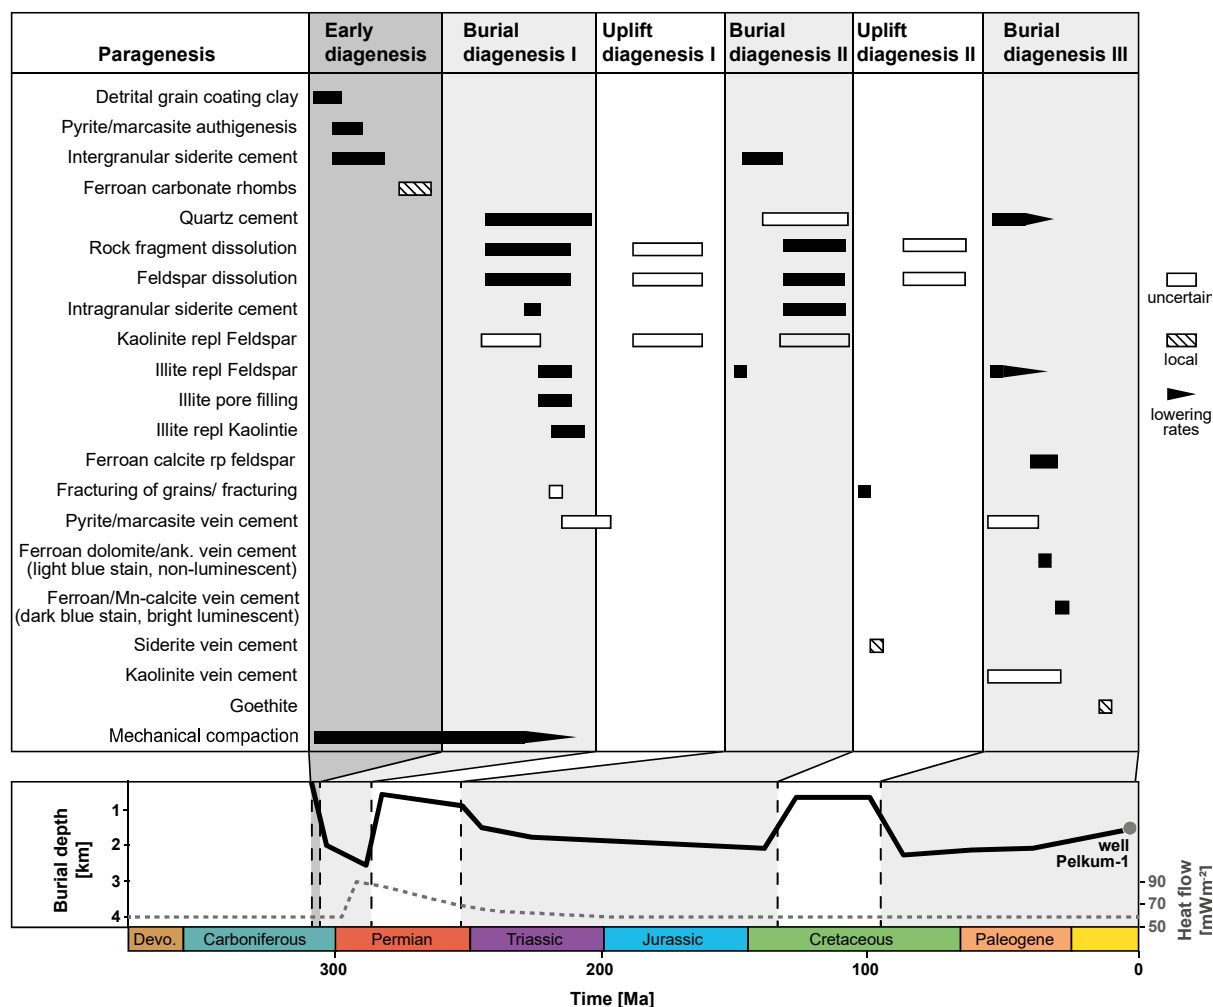 Paragenesis
Early
diagenesis
Burial
diagenesis I
Uplift
diagenesis I
Burial
diagenesis II
Uplift
diagenesis II
Burial
diagenesis III
Detrital grain coating clay
Pyrite/marcasite authigenesis
Intergranular siderite cement
Ferroan carbonate rhombs
Quartz cement
Rock fragment dissolution
Feldspar dissolution
Intragranular siderite cement
Kaolinite repl Feldspar
Illite repl Feldspar
Illite pore filling
Illite repl Kaolintie
Ferroan calcite rp feldspar
Fracturing of grains/ fracturing
Pyrite/marcasite vein cement
Ferroan dolomite/ank. vein cement
(light blue stain, non-luminescent)
Ferroan/Mn-calcite vein cement
(dark blue stain, bright luminescent)
Siderite vein cement
Kaolinite vein cement
Goethite
Mechanical compaction
uncertain
local
lowering
rates
Burial depth
[km]
1
2
3
4
well
Pelkum-1
90
70
50
Heat flow
[mWm-2]
Devo.
Carboniferous
Permian
Triassic
Jurassic
Cretaceous
Paleogene
300
200
100
0
Time [Ma]